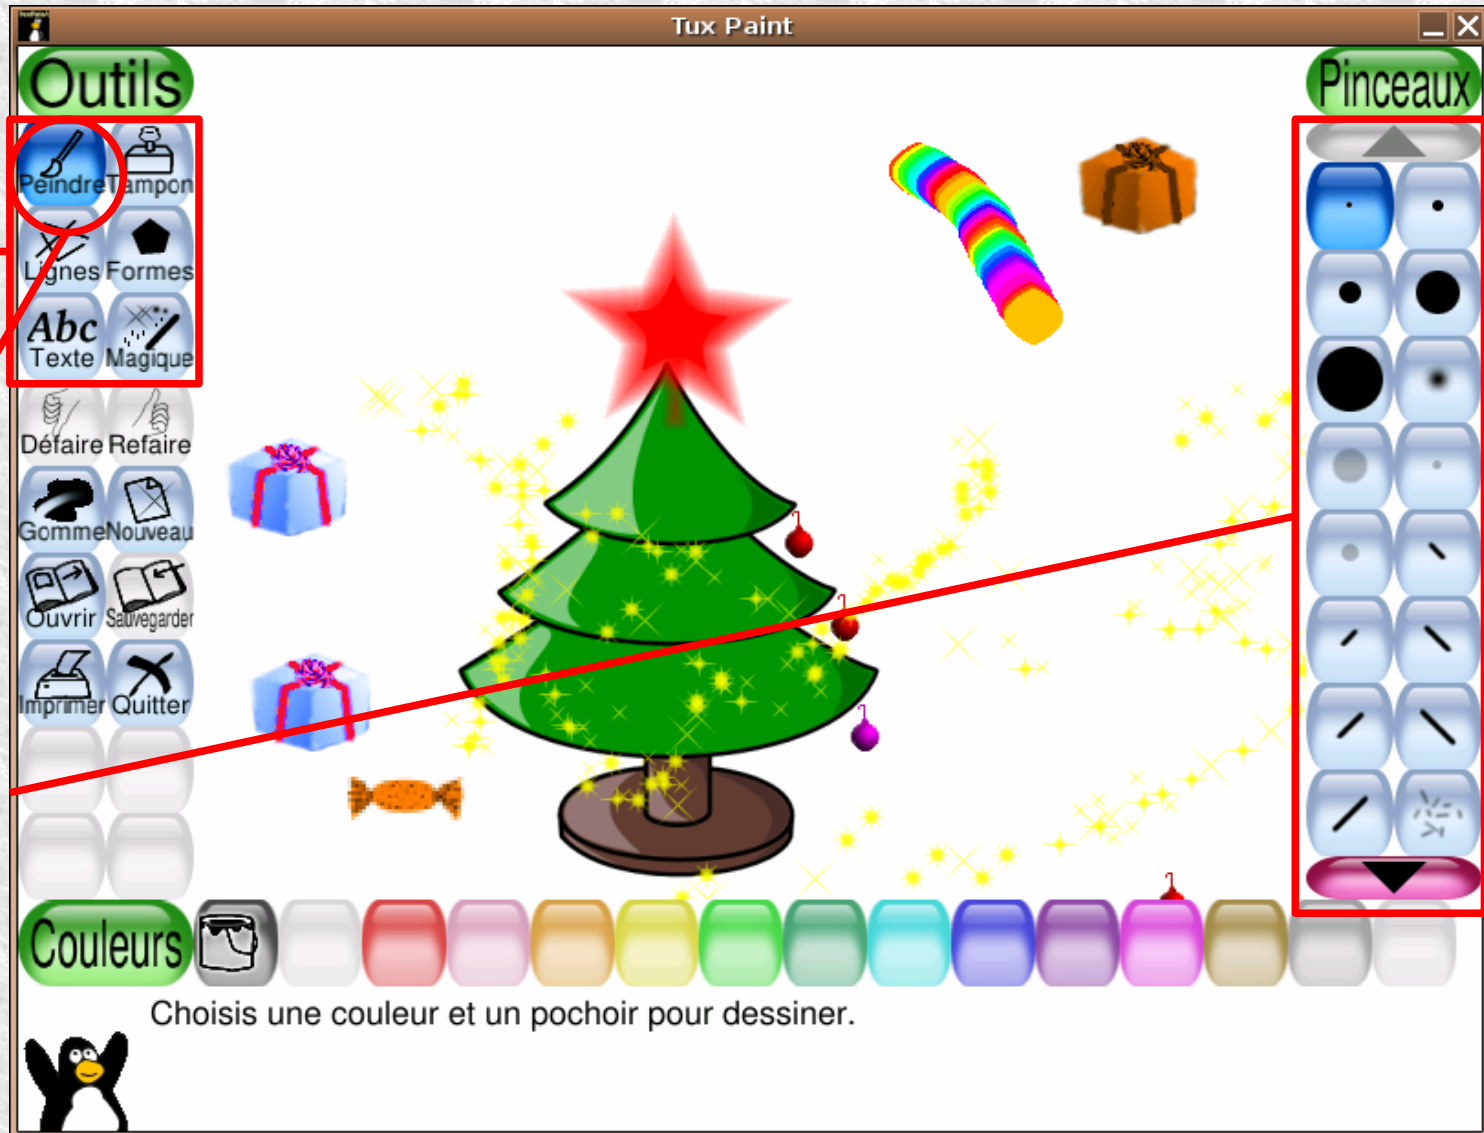 Tux Paint
Outils
Pinceaux
Peindre Tampon
Lignes Formes
Abc
Texte Magique
Défaire Refaire
Gomme Nouveau
Ouvrir Sauvegarder
Imprimer Quitter
Couleurs
Choisis une couleur et un pochoir pour dessiner.